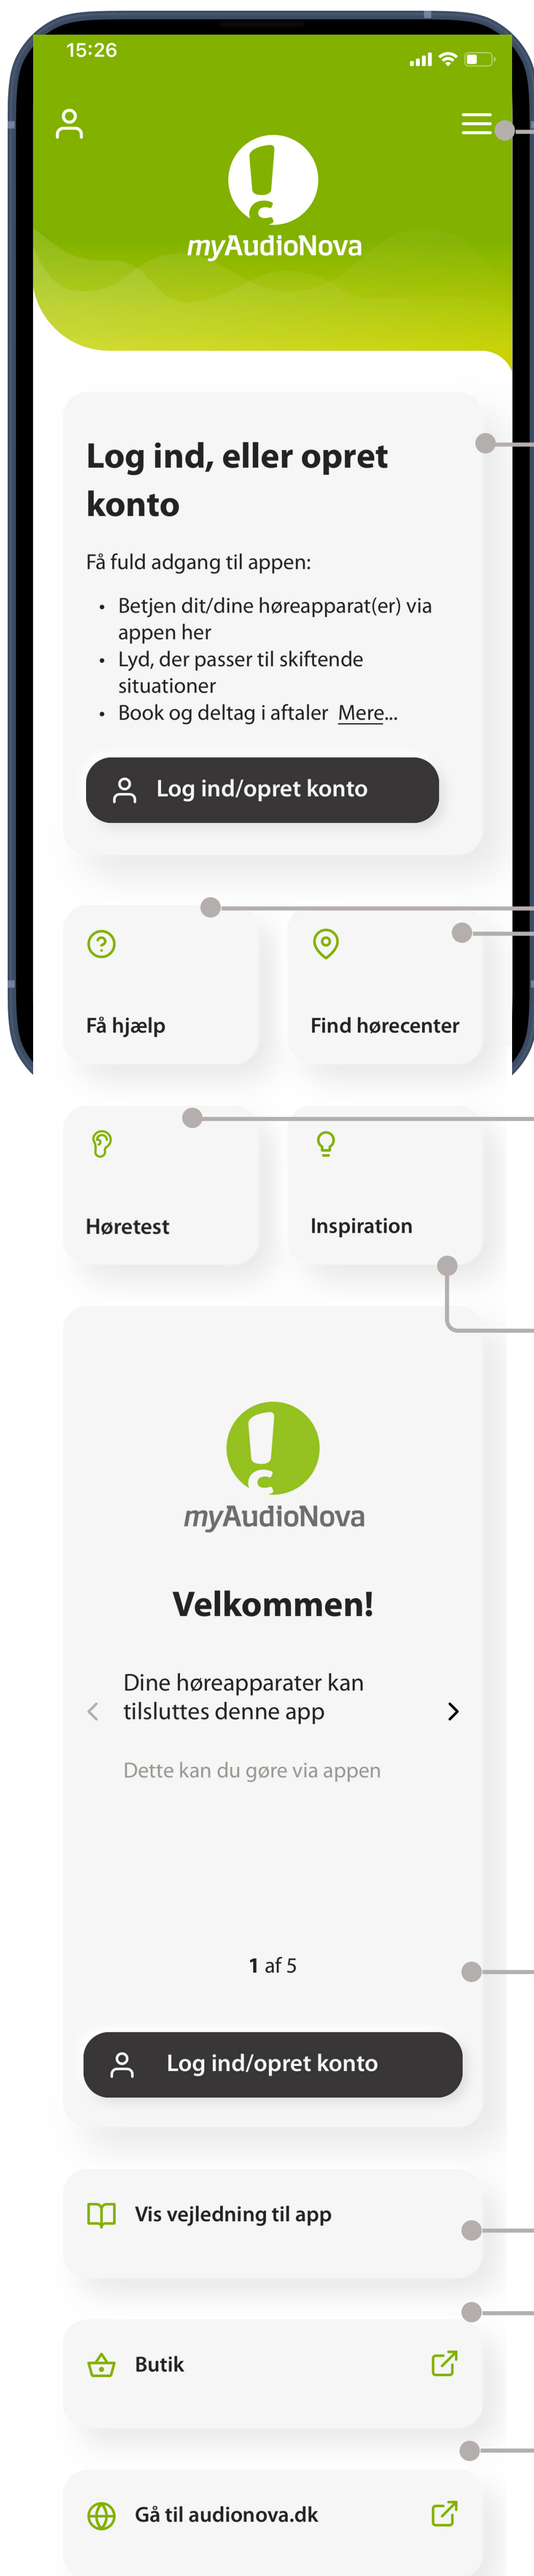 15:26
myAudioNova
Log ind, eller opret
konto
Få fuld adgang til appen:
• Betjen dit/dine høreapparat(er) via
appen her
• Lyd, der passer til skiftende
situationer
• Book og deltag i aftaler Mere...
Log ind/opret konto
Få hjælp
Find hørecenter
Høretest
Inspiration
myAudioNova
Velkommen!
Dine høreapparater kan
tilsluttes denne app
Dette kan du gøre via appen
1 af 5
Log ind/opret konto
Vis vejledning til app
Butik
Gå til audionova.dk